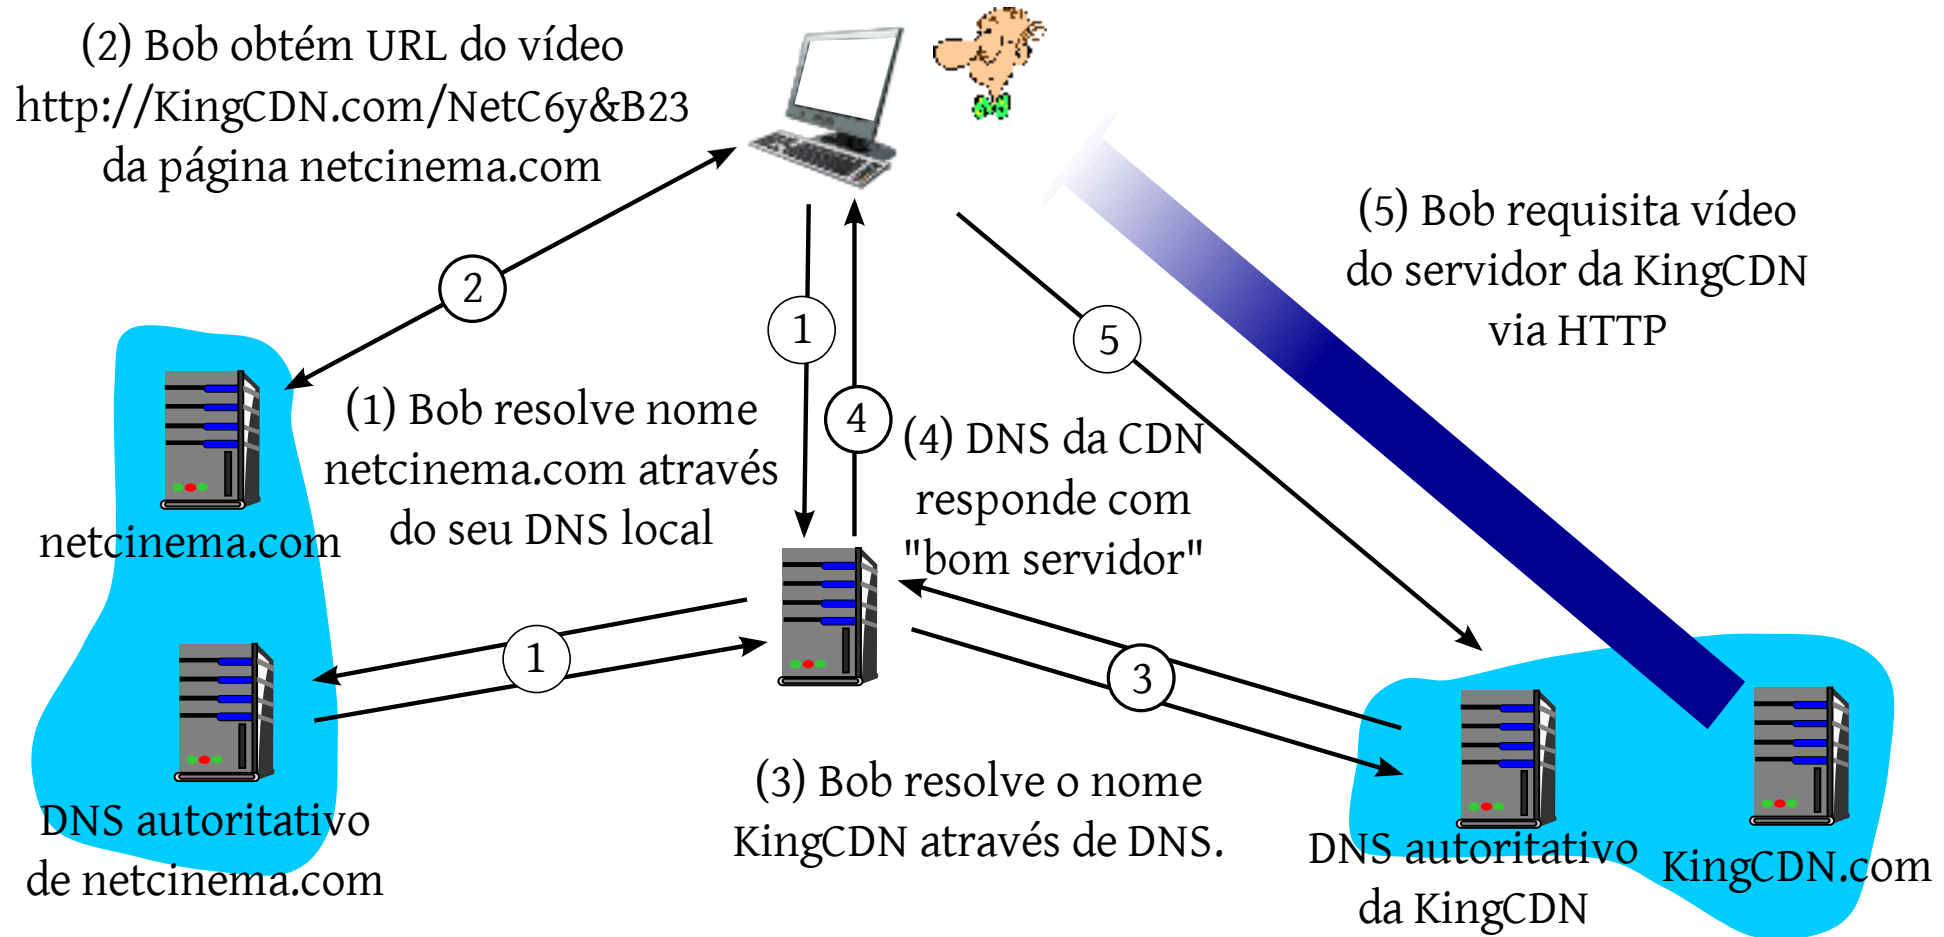 (2) Bob obtém URL do vídeo
http://KingCDN.com/NetC6y&B23
da página netcinema.com
(5) Bob requisita vídeo
do servidor da KingCDN
via HTTP
2
1
5
(1) Bob resolve nome
netcinema.com através
do seu DNS local
4
(4) DNS da CDN
responde com
"bom servidor"
netcinema.com
1
3
(3) Bob resolve o nome
KingCDN através de DNS.
DNS autoritativo
de netcinema.com
DNS autoritativo
da KingCDN
KingCDN.com